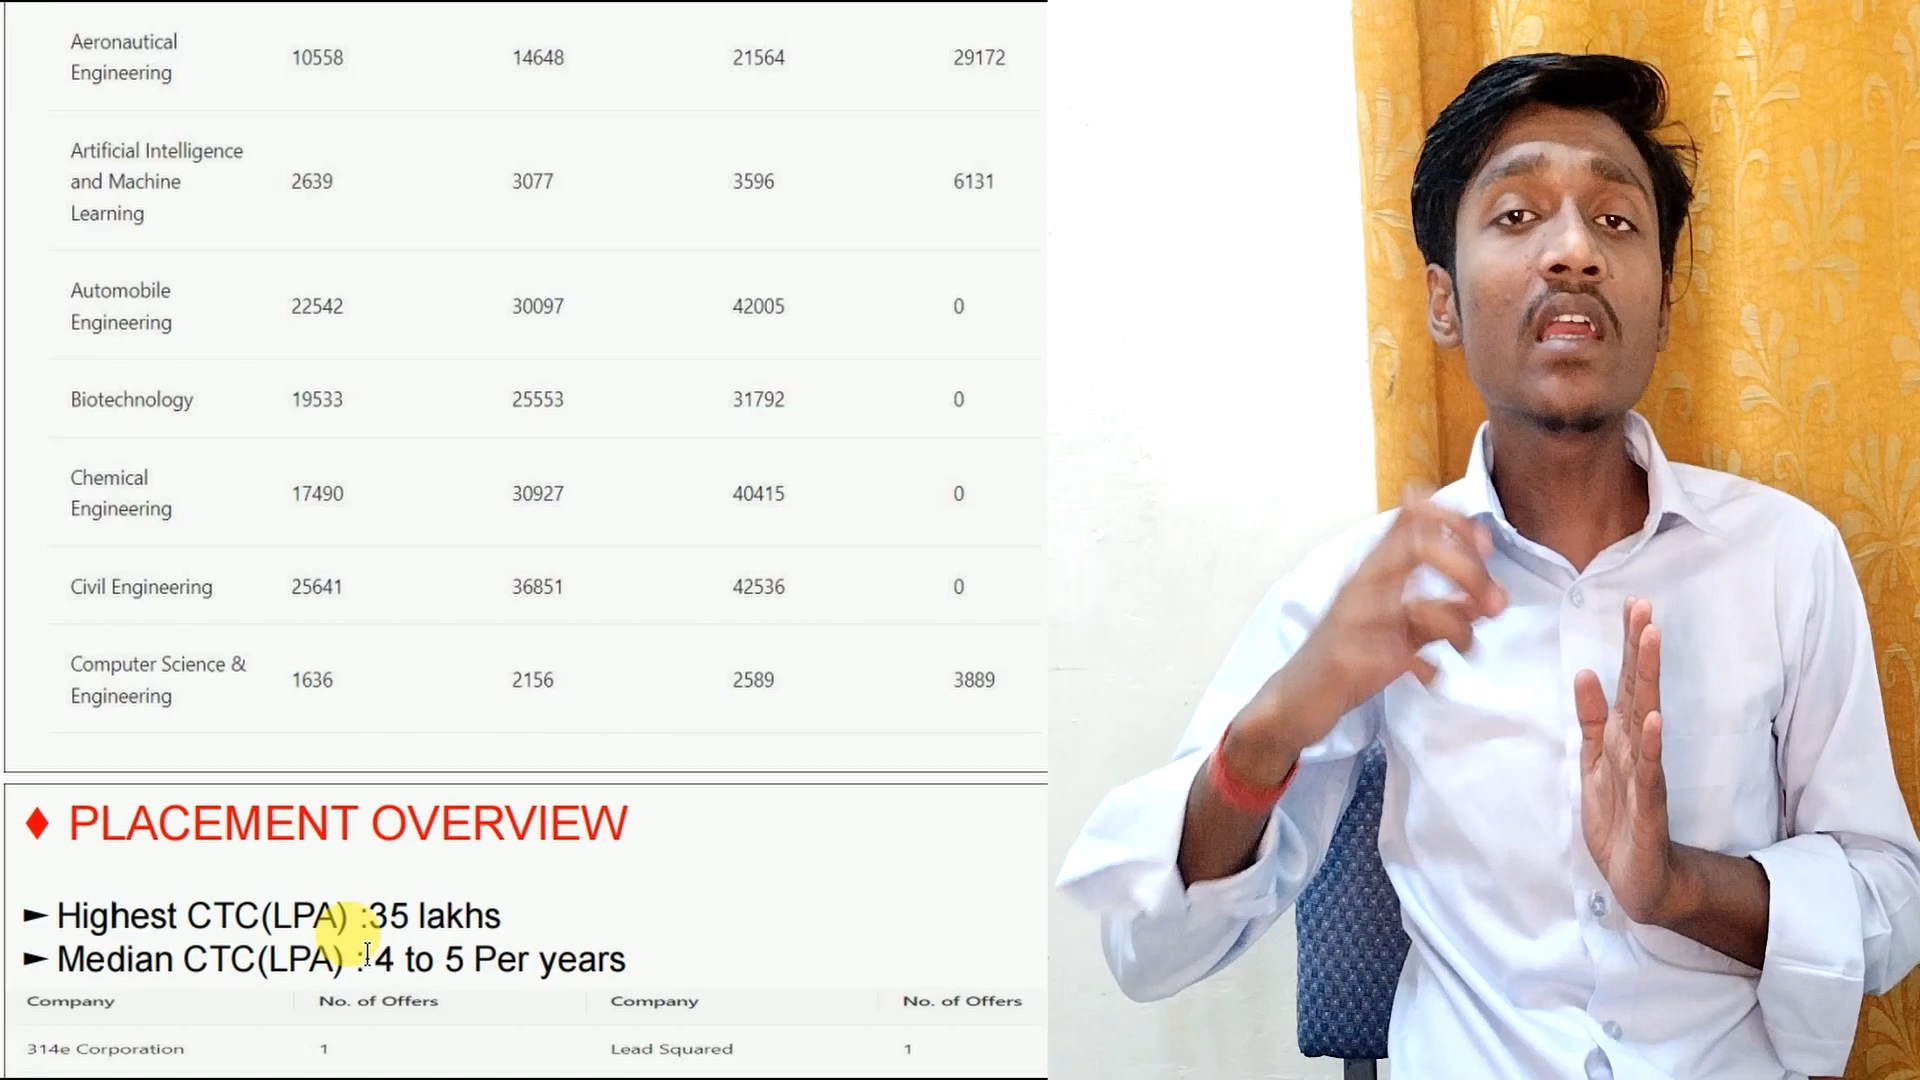 Aeronautical
Engineering 10558 14648 21564 29172
Artificial Intelligence
and Machine 2639 3077 3596 6131
Learning
Automobile
Engineering 22542 30097 42005 0
Biotechnology 19533 25553 31792 0
Chemical
Engineering 17490 30927 40415 0
Civil Engineering 25641 36851 42536 0
Computer Science &
Engineering 1636 2156 2589 3889
♦ PLACEMENT OVERVIEW
► Highest CTC(LPA) :35 lakhs
► Median CTC(LPA) : 4 to 5 Per years
Company No. of Offers Company No. of Offers
314e Corporation 1 Lead Squared 1